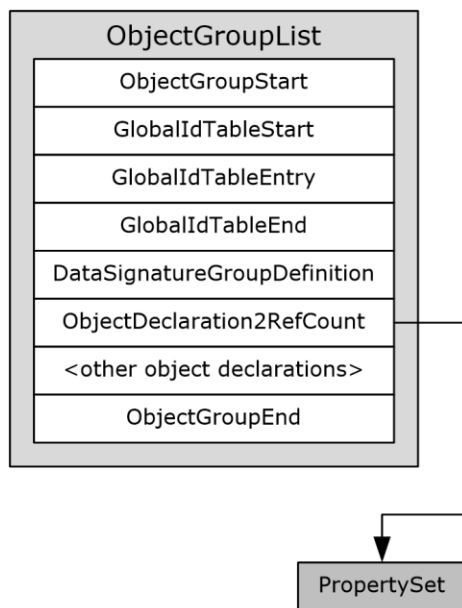 ObjectGroupList
ObjectGroupStart
GlobalIdTableStart
GlobalIdTableEntry
GlobalIdTableEnd
DataSignatureGroupDefinition
ObjectDeclaration2RefCount
<other object declarations>
ObjectGroupEnd
PropertySet